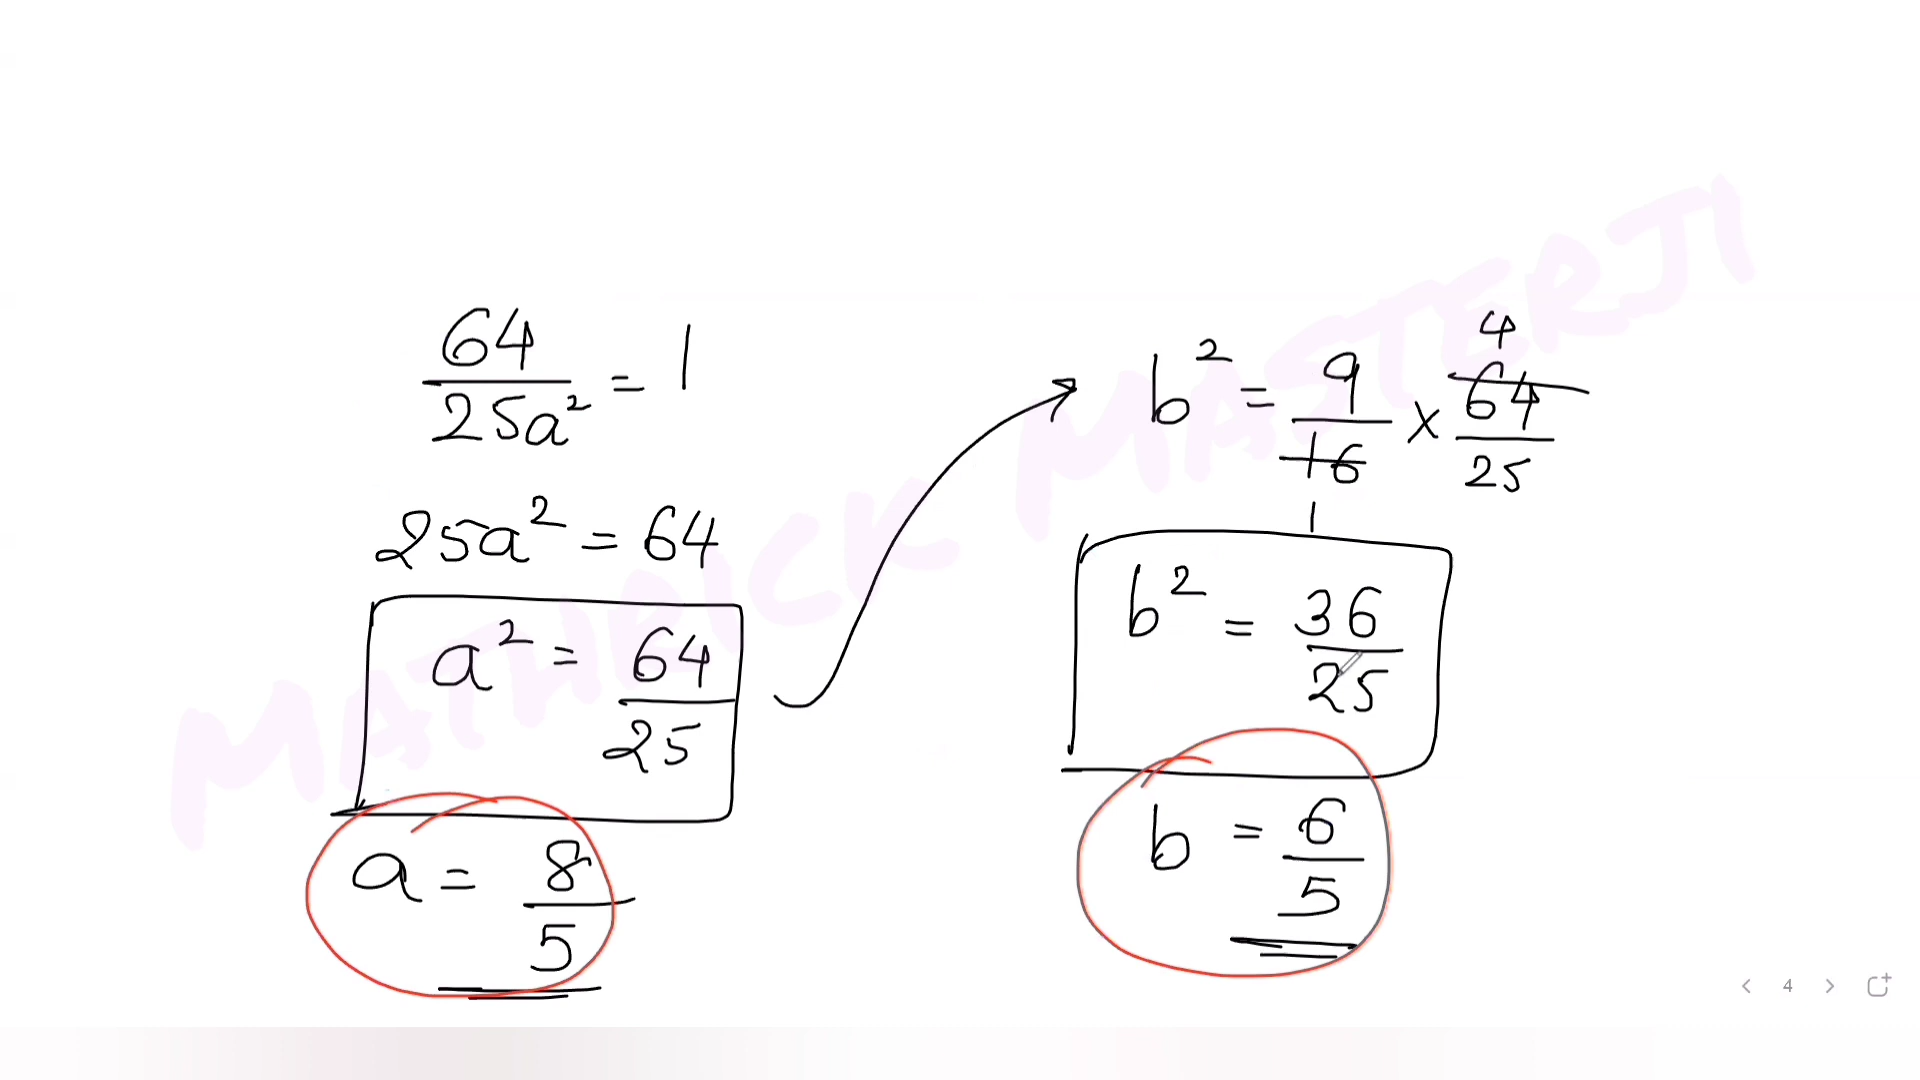 64/25a² = 1
25a² = 64
a² = 64/25
a = 8/5
b² = 9/16 × 64/25
4
1
b² = 36/25
b = 6/5
MATHRICK MASTERJI
4